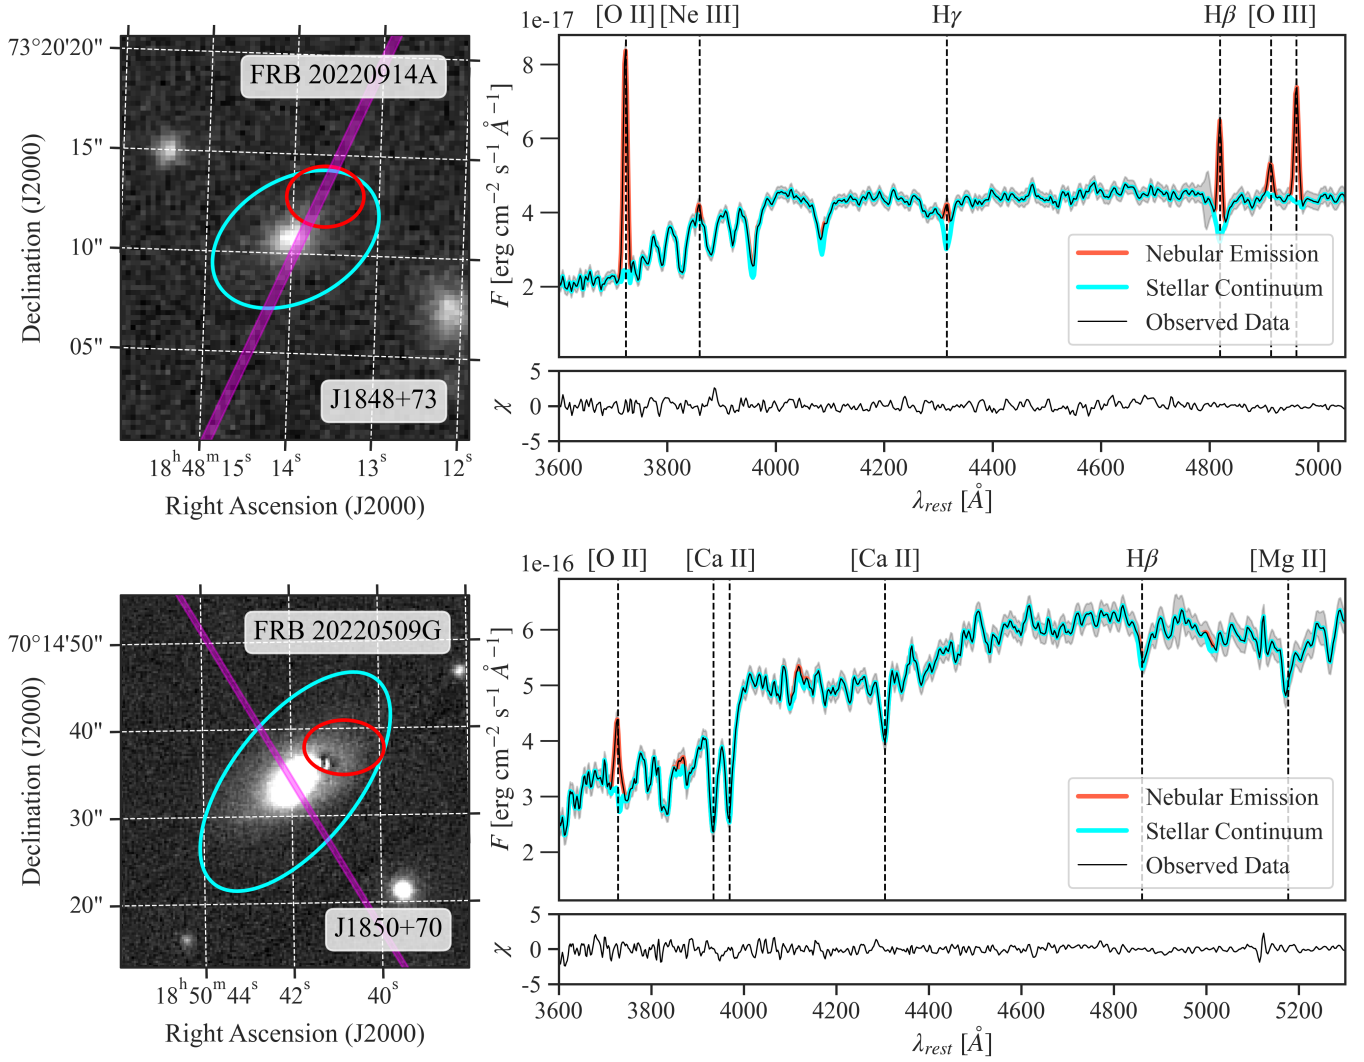 1e-17 [O II] [Ne III] Hγ Hβ [O III]
73°20'20"
15"
10"
05"
Declination (J2000)
FRB 20220914A
J1848+73
18ʰ48ᵐ15ˢ 14ˢ 13ˢ 12ˢ
Right Ascension (J2000)
F [erg cm⁻² s⁻¹ Å⁻¹]
8
6
4
2
Nebular Emission
Stellar Continuum
Observed Data
χ
5
0
-5
3600 3800 4000 4200 4400 4600 4800 5000
λrest [Å]
1e-16 [O II] [Ca II] [Ca II] Hβ [Mg II]
70°14'50"
40"
30"
20"
Declination (J2000)
FRB 20220509G
J1850+70
18ʰ50ᵐ44ˢ 42ˢ 40ˢ
Right Ascension (J2000)
F [erg cm⁻² s⁻¹ Å⁻¹]
6
5
4
3
2
Nebular Emission
Stellar Continuum
Observed Data
χ
5
0
-5
3600 3800 4000 4200 4400 4600 4800 5000 5200
λrest [Å]